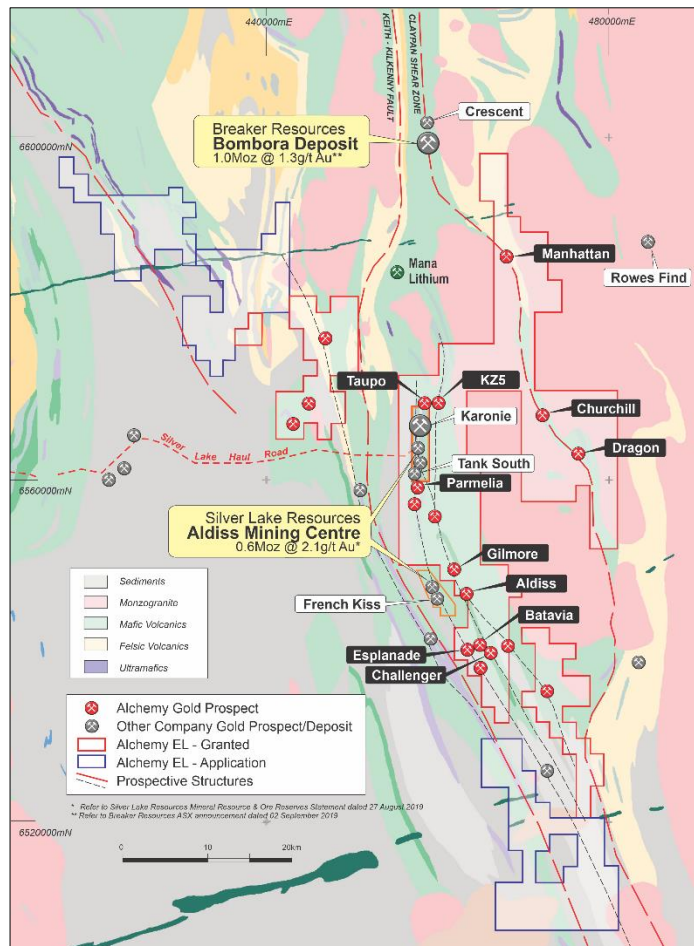 440000mE
480000mE
KEITH - KILKENNY FAULT
CLAYPAN SHEAR ZONE
Crescent
Breaker Resources
Bombora Deposit
1.0Moz @ 1.3g/t Au**
6600000mN
Manhattan
Rowes Find
Mana
Lithium
Taupo
KZ5
Karonie
Churchill
Silver Lake Haul Road
Tank South
Dragon
6560000mN
Parmelia
Silver Lake Resources
Aldiss Mining Centre
0.6Moz @ 2.1g/t Au*
Gilmore
Aldiss
French Kiss
Batavia
Esplanade
Challenger
Sediments
Monzogranite
Mafic Volcanics
Felsic Volcanics
Ultramafics
Alchemy Gold Prospect
Other Company Gold Prospect/Deposit
Alchemy EL - Granted
Alchemy EL - Application
Prospective Structures
* Refer to Silver Lake Resources Mineral Resource & Ore Reserves Statement dated 27 August 2019
** Refer to Breaker Resources ASX announcement dated 02 September 2019
6520000mN
0 10 20km